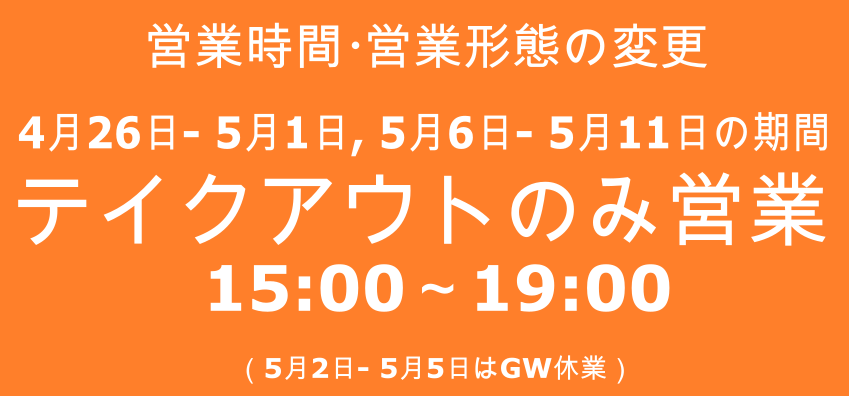 営業時間･営業形態の変更
4月26日- 5月1日, 5月6日- 5月11日の期間
テイクアウトのみ営業
15:00 ~ 19:00
( 5月2日- 5月5日はGW休業 )